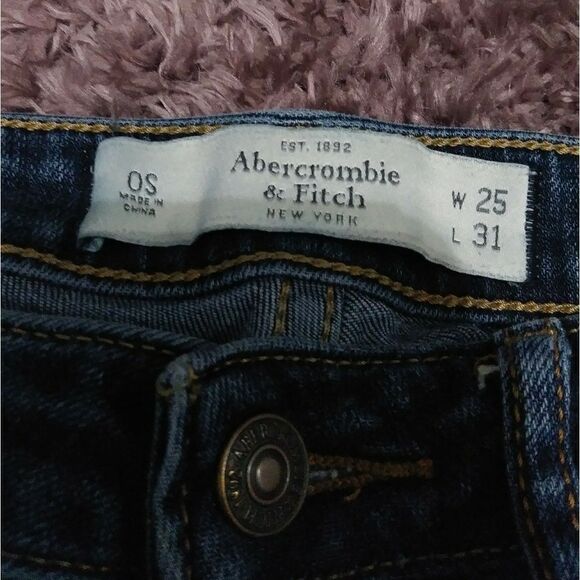 0S
MADE IN
CHINA
EST. 1892
Abercrombie
& Fitch
NEW YORK
W 25
L 31